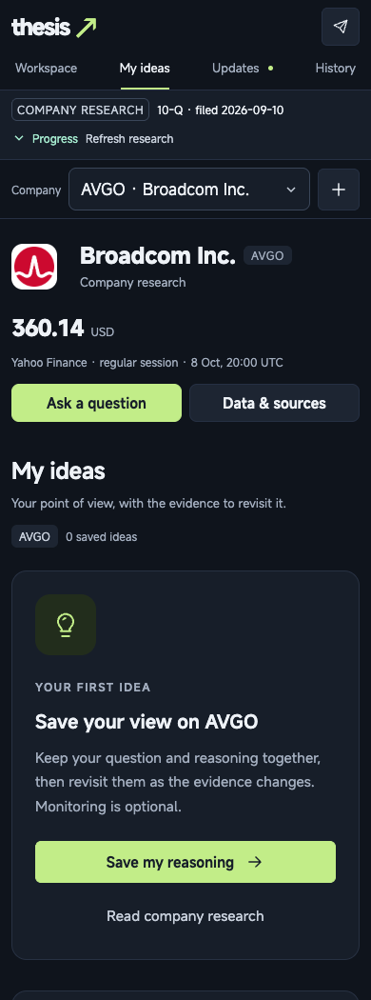 thesis
Workspace My ideas Updates History
COMPANY RESEARCH 10-Q · filed 2026-09-10
Progress Refresh research
Company AVGO · Broadcom Inc.
Broadcom Inc. AVGO
Company research
360.14 USD
Yahoo Finance · regular session · 8 Oct, 20:00 UTC
Ask a question Data & sources
My ideas
Your point of view, with the evidence to revisit it.
AVGO 0 saved ideas
YOUR FIRST IDEA
Save your view on AVGO
Keep your question and reasoning together,
then revisit them as the evidence changes.
Monitoring is optional.
Save my reasoning →
Read company research